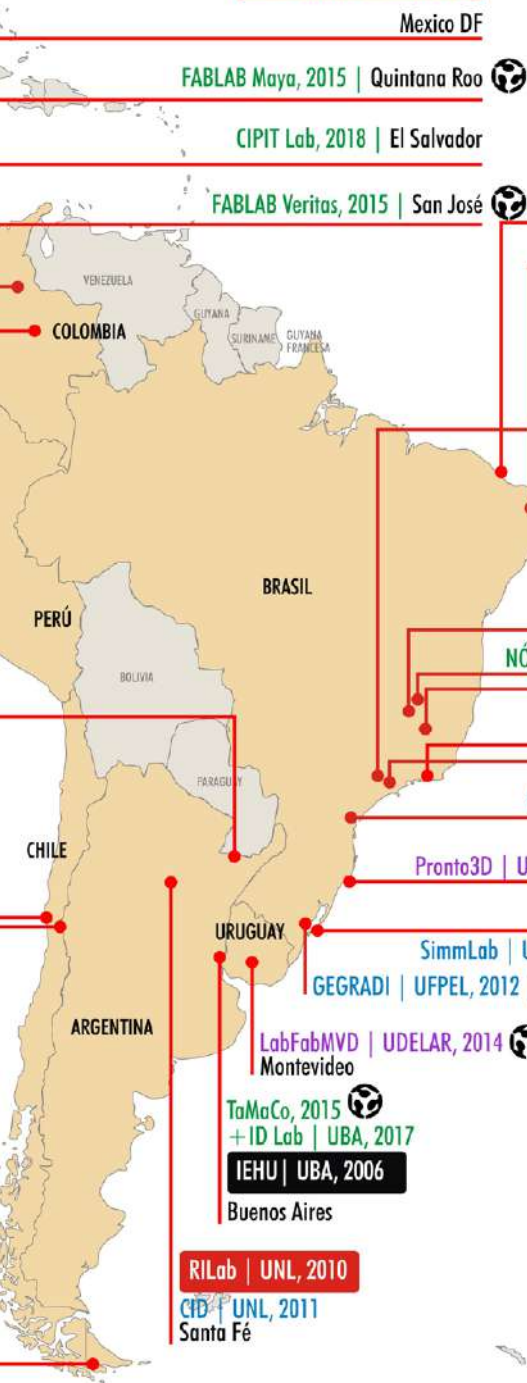 Mexico DF
FABLAB Maya, 2015 | Quintana Roo
CIPIT Lab, 2018 | El Salvador
FABLAB Veritas, 2015 | San José
VENEZUELA
GUYANA
SURINAME
GUYANA
FRANCESA
COLOMBIA
BRASIL
PERÚ
NÓ
BOLIVIA
PARAGUAY
CHILE
Pronto3D | U
URUGUAY
SimmLab | U
GEGRADI | UFPEL, 2012
ARGENTINA
LabFabMVD | UDELAR, 2014
Montevideo
TaMaCo, 2015
+ID Lab | UBA, 2017
IEHU | UBA, 2006
Buenos Aires
RILab | UNL, 2010
CID | UNL, 2011
Santa Fé